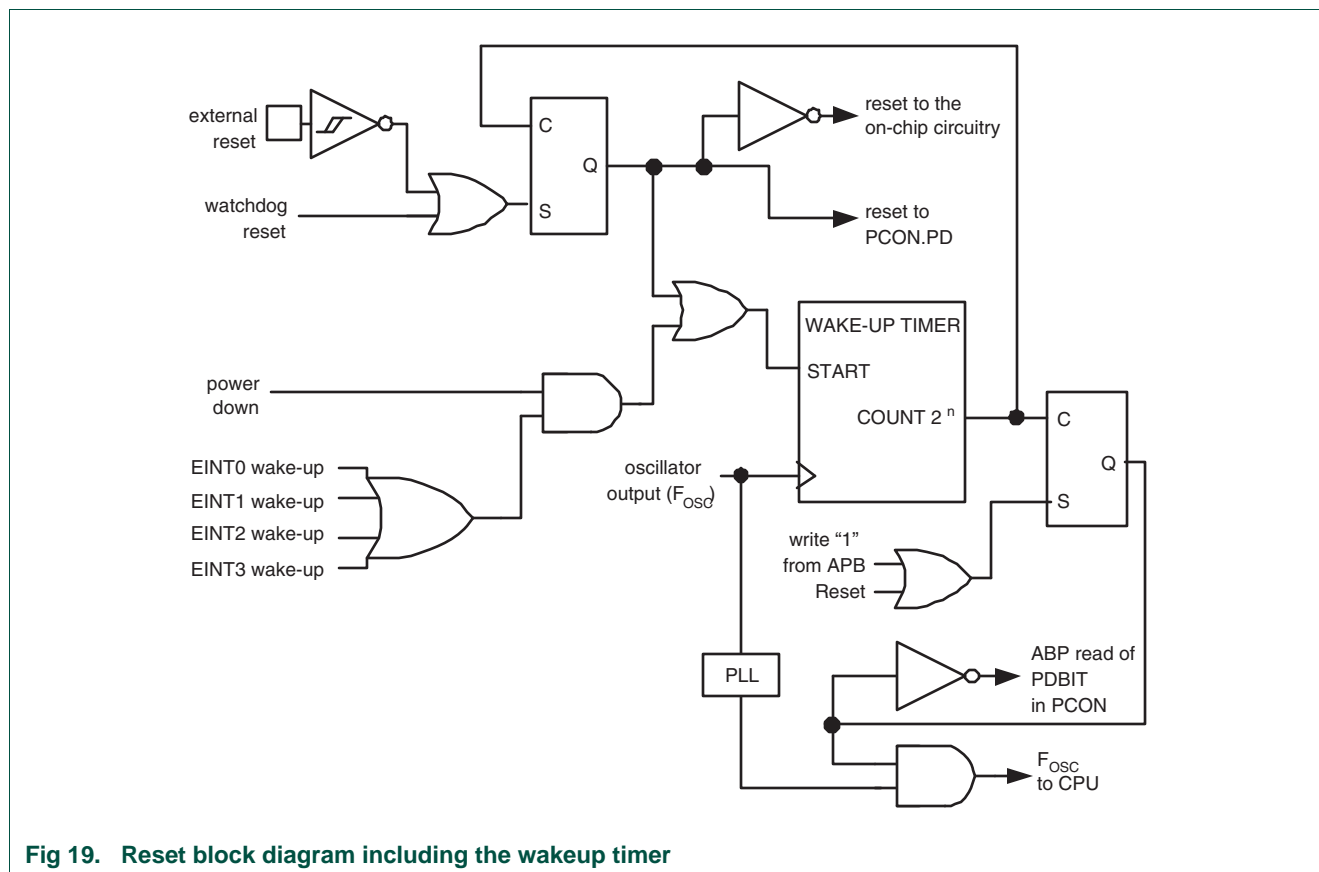 external
reset
watchdog
reset
C
Q
S
reset to the
on-chip circuitry
reset to
PCON.PD
WAKE-UP TIMER
START
COUNT 2 n
power
down
EINT0 wake-up
EINT1 wake-up
EINT2 wake-up
EINT3 wake-up
oscillator
output (FOSC)
C
Q
S
write “1”
from APB
Reset
PLL
ABP read of
PDBIT
in PCON
FOSC
to CPU
Fig 19. Reset block diagram including the wakeup timer